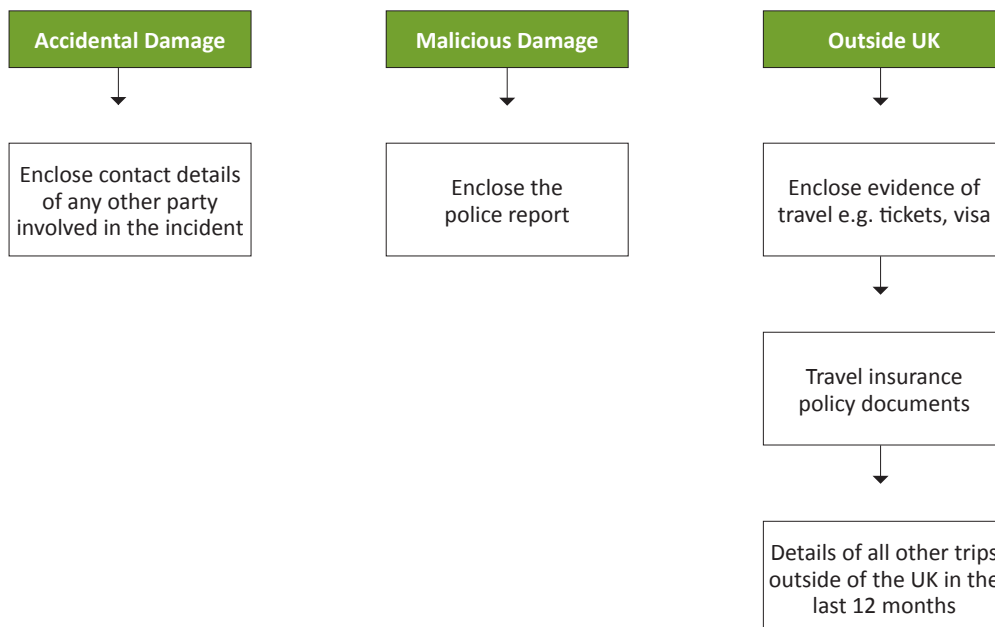 Accidental Damage
Malicious Damage
Outside UK
Enclose contact details
of any other party
involved in the incident
Enclose the
police report
Enclose evidence of
travel e.g. tickets, visa
Travel insurance
policy documents
Details of all other trips
outside of the UK in the
last 12 months